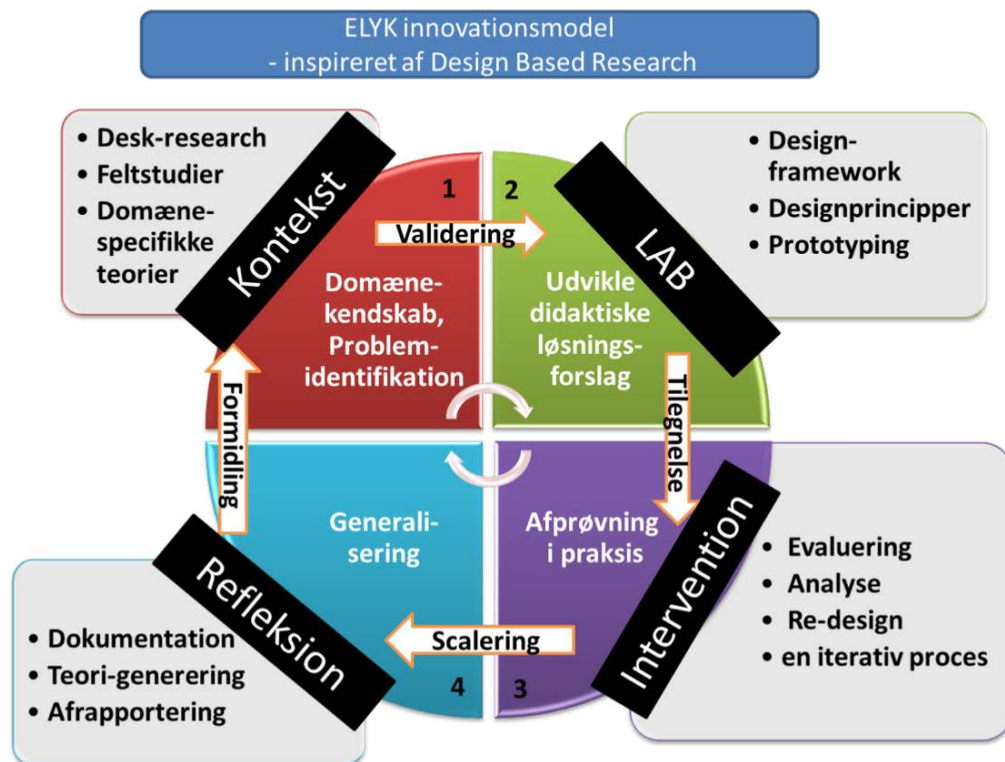 ELYK innovationsmodel
- inspireret af Design Based Research
• Desk-research
• Feltstudier
• Domæne-
specifikke
teorier
Kontekst
1
Domæne-
kendskab,
Problem-
identifikation
Validering
2
Udvikle
didaktiske
løsnings-
forslag
LAB
• Design-
framework
• Designprincipper
• Prototyping
Tilegnelse
Afprøvning
i praksis
3
Intervention
• Evaluering
• Analyse
• Re-design
• en iterativ proces
Scalering
Generali-
sering
4
Refleksion
• Dokumentation
• Teori-generering
• Afrapportering
Formidling